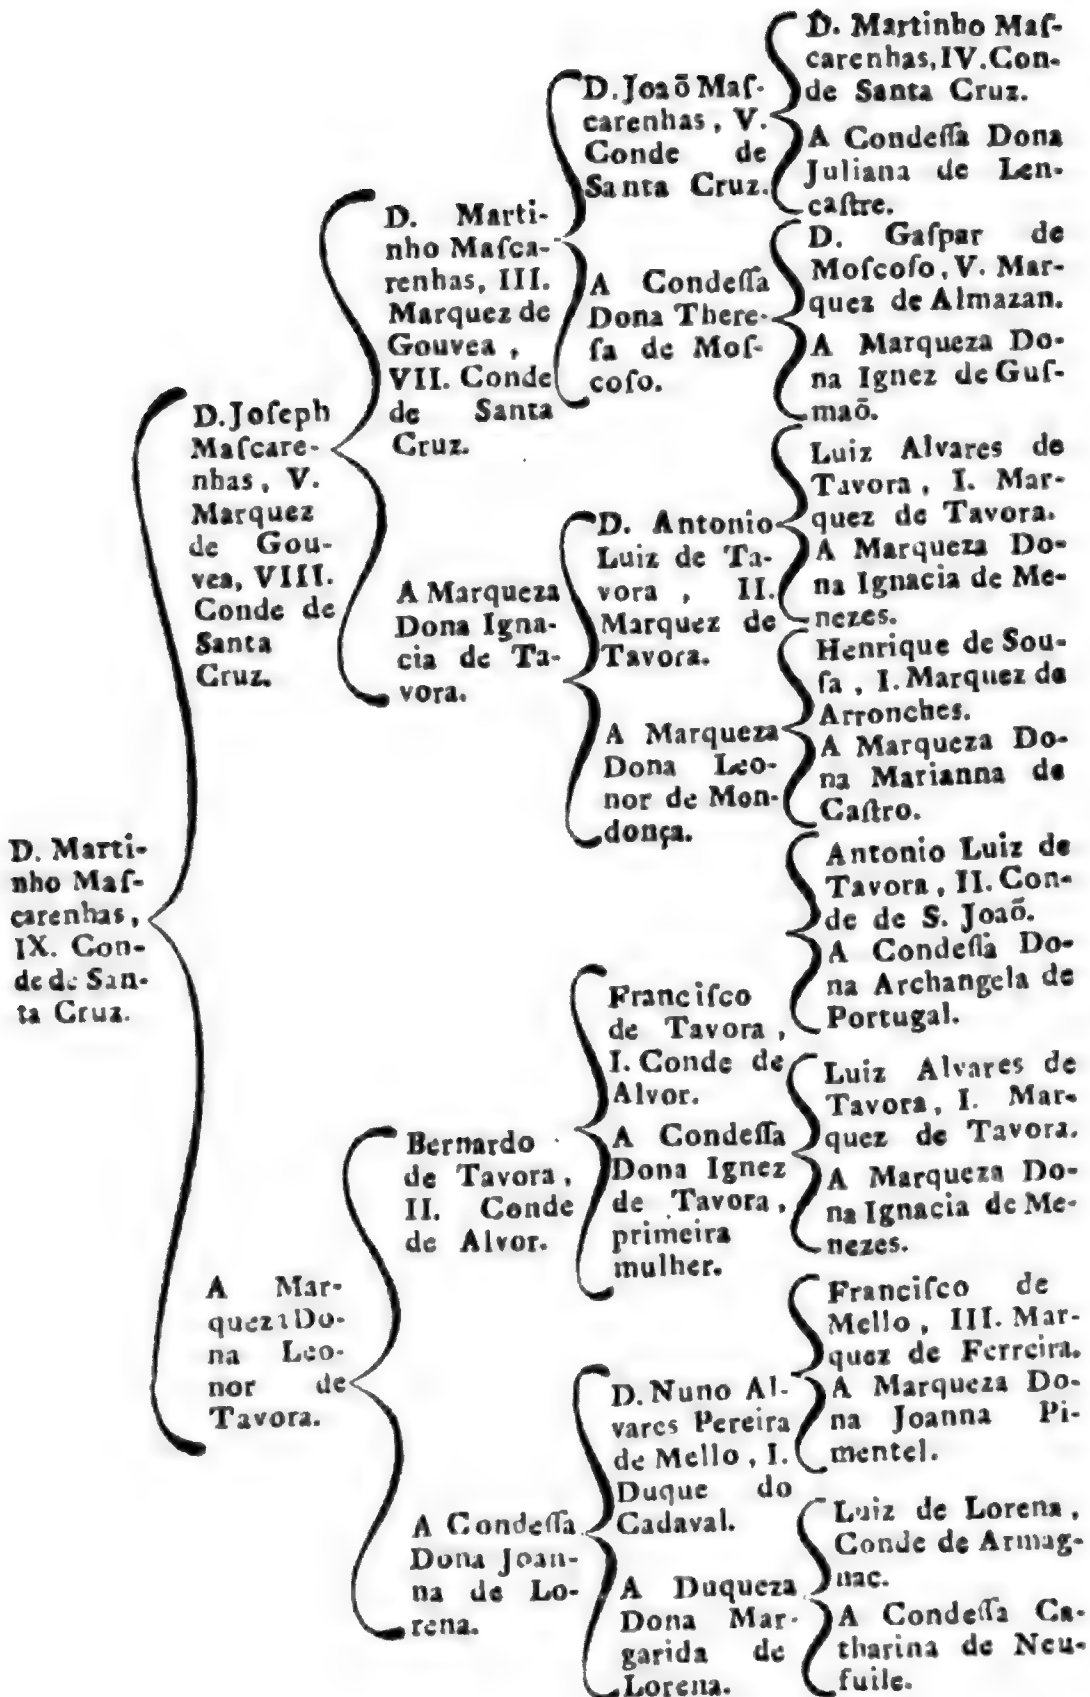 D. Marti-
nho Maſ-
carenhas,
IX. Con-
de de San-
ta Cruz.
D. Joſeph
Maſcare-
nhas, V.
Marquez
de Gou-
vea, VIII.
Conde de
Santa
Cruz.
A Mar-
queza Do-
na Leo-
nor de
Tavora.
D. Marti-
nho Maſca-
renhas, III.
Marquez de
Gouvea,
VII. Conde
de Santa
Cruz.
A Marqueza
Dona Igna-
cia de Ta-
vora.
Bernardo
de Tavora,
II. Conde
de Alvor.
A Condeſſa
Dona Joan-
na de Lo-
rena.
D. Joaõ Maſ-
carenhas, V.
Conde de
Santa Cruz.
A Condeſſa
Dona There-
ſa de Moſ-
coſo.
D. Antonio
Luiz de Ta-
vora, II.
Marquez de
Tavora.
A Marqueza
Dona Leo-
nor de Men-
donça.
Franciſco
de Tavora,
I. Conde de
Alvor.
A Condeſſa
Dona Ignez
de Tavora,
primeira
mulher.
D. Nuno Al-
vares Pereira
de Mello, I.
Duque do
Cadaval.
A Duqueza
Dona Mar-
garida de
Lorena.
D. Martinho Maſ-
carenhas, IV. Con-
de Santa Cruz.
A Condeſſa Dona
Juliana de Len-
caſtre.
D. Gaſpar de
Moſcoſo, V. Mar-
quez de Almazan.
A Marqueza Do-
na Ignez de Guſ-
maõ.
Luiz Alvares de
Tavora, I. Mar-
quez de Tavora.
A Marqueza Do-
na Ignacia de Me-
nezes.
Henrique de Sou-
ſa, I. Marquez de
Arronches.
A Marqueza Do-
na Marianna de
Caſtro.
Antonio Luiz de
Tavora, II. Con-
de de S. Joaõ.
A Condeſſa Do-
na Archangela de
Portugal.
Luiz Alvares de
Tavora, I. Mar-
quez de Tavora.
A Marqueza Do-
na Ignacia de Me-
nezes.
Franciſco de
Mello, III. Mar-
quez de Ferreira.
A Marqueza Do-
na Joanna Pi-
mentel.
Luiz de Lorena,
Conde de Armag-
nac.
A Condeſſa Ca-
tharina de Neu-
fuile.